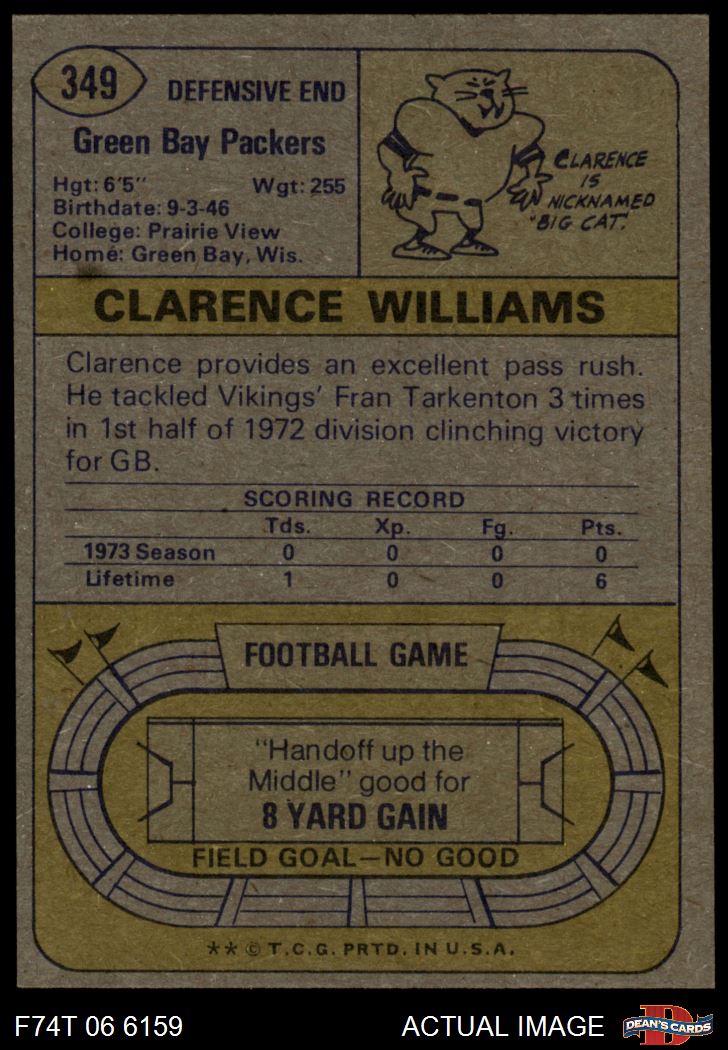 349
DEFENSIVE END
Green Bay Packers
Hgt: 6'5" Wgt: 255
Birthdate: 9-3-46
College: Prairie View
Home: Green Bay, Wis.
CLARENCE
IS
NICKNAMED
"BIG CAT."
CLARENCE WILLIAMS
Clarence provides an excellent pass rush.
He tackled Vikings' Fran Tarkenton 3 times
in 1st half of 1972 division clinching victory
for GB.
SCORING RECORD
Tds. Xp. Fg. Pts.
1973 Season 0 0 0 0
Lifetime 1 0 0 6
FOOTBALL GAME
"Handoff up the
Middle" good for
8 YARD GAIN
FIELD GOAL—NO GOOD
** © T.C.G. PRTD. IN U.S.A.
F74T 06 6159 ACTUAL IMAGE
D
DEAN'S CARDS